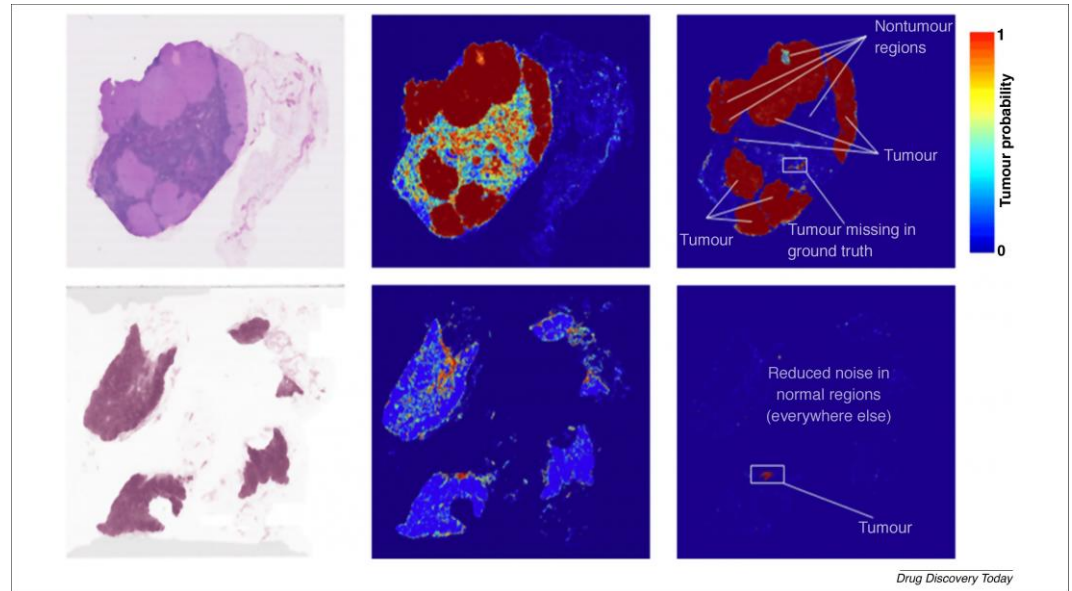 Nontumour
regions
1
Tumour
Tumour probability
Tumour
Tumour missing in
ground truth
0
Reduced noise in
normal regions
(everywhere else)
Tumour
Drug Discovery Today